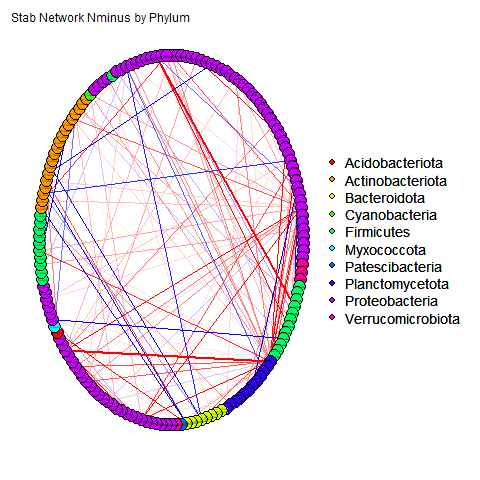 Stab Network Nminus by Phylum
Acidobacteriota
Actinobacteriota
Bacteroidota
Cyanobacteria
Firmicutes
Myxococcota
Patescibacteria
Planctomycetota
Proteobacteria
Verrucomicrobiota